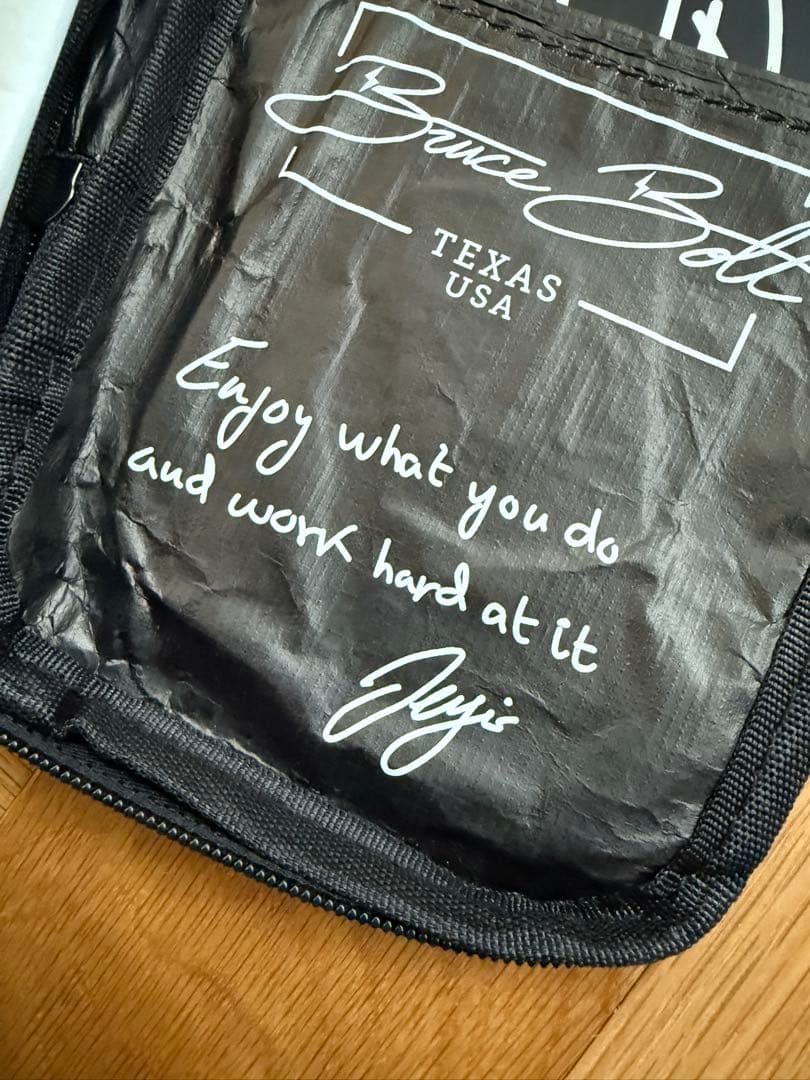 Bruce Bolt
TEXAS
USA
Enjoy what you do
and work hard at it